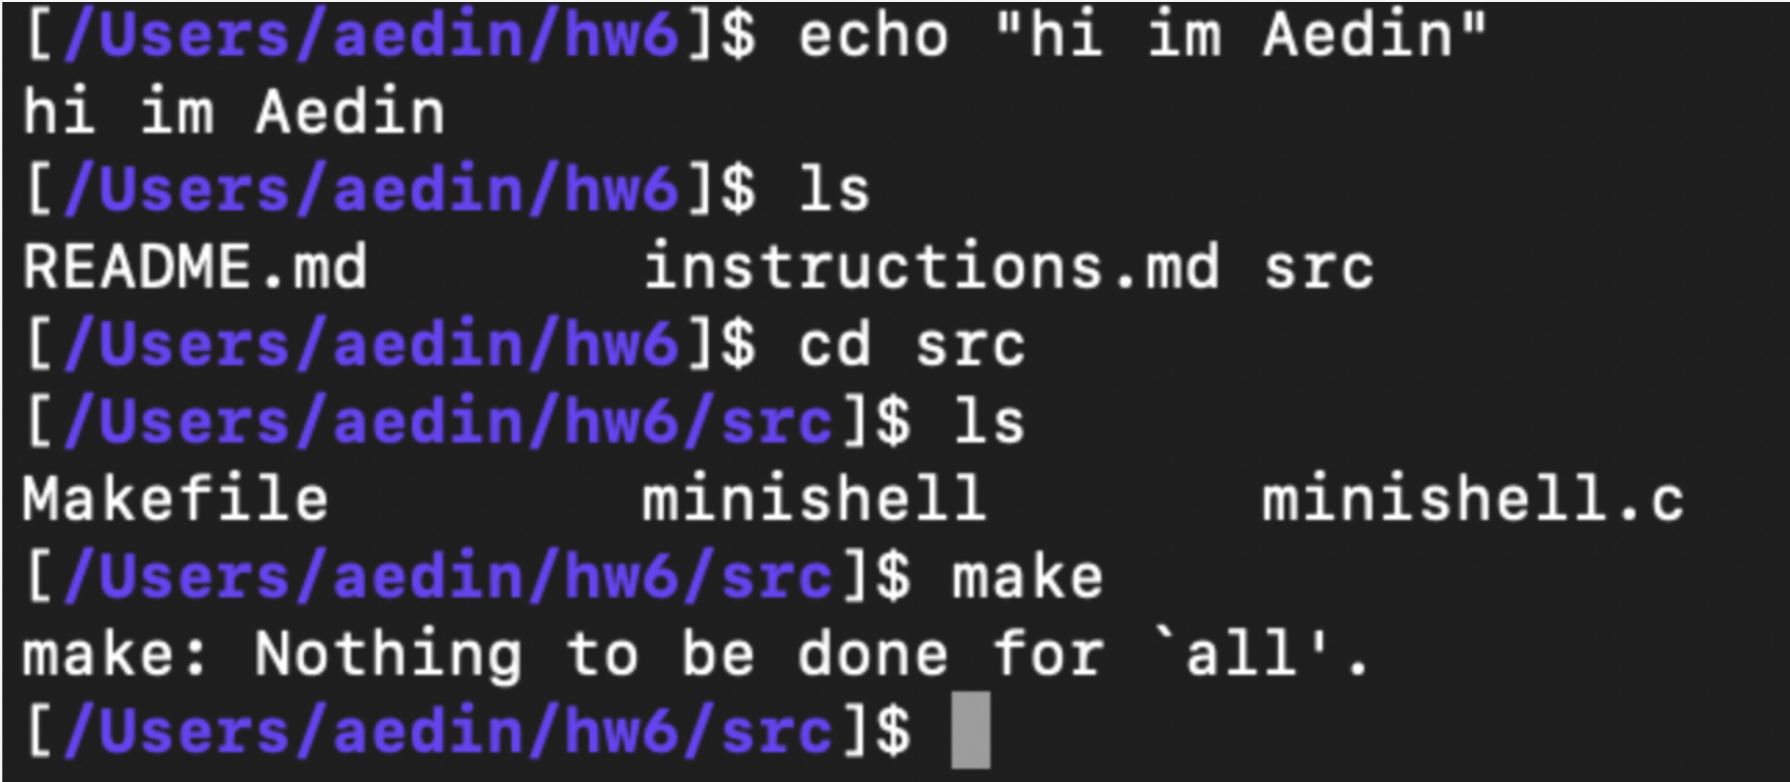 [/Users/aedin/hw6]$ echo "hi im Aedin"
hi im Aedin
[/Users/aedin/hw6]$ ls
README.md       instructions.md src
[/Users/aedin/hw6]$ cd src
[/Users/aedin/hw6/src]$ ls
Makefile        minishell       minishell.c
[/Users/aedin/hw6/src]$ make
make: Nothing to be done for `all'.
[/Users/aedin/hw6/src]$